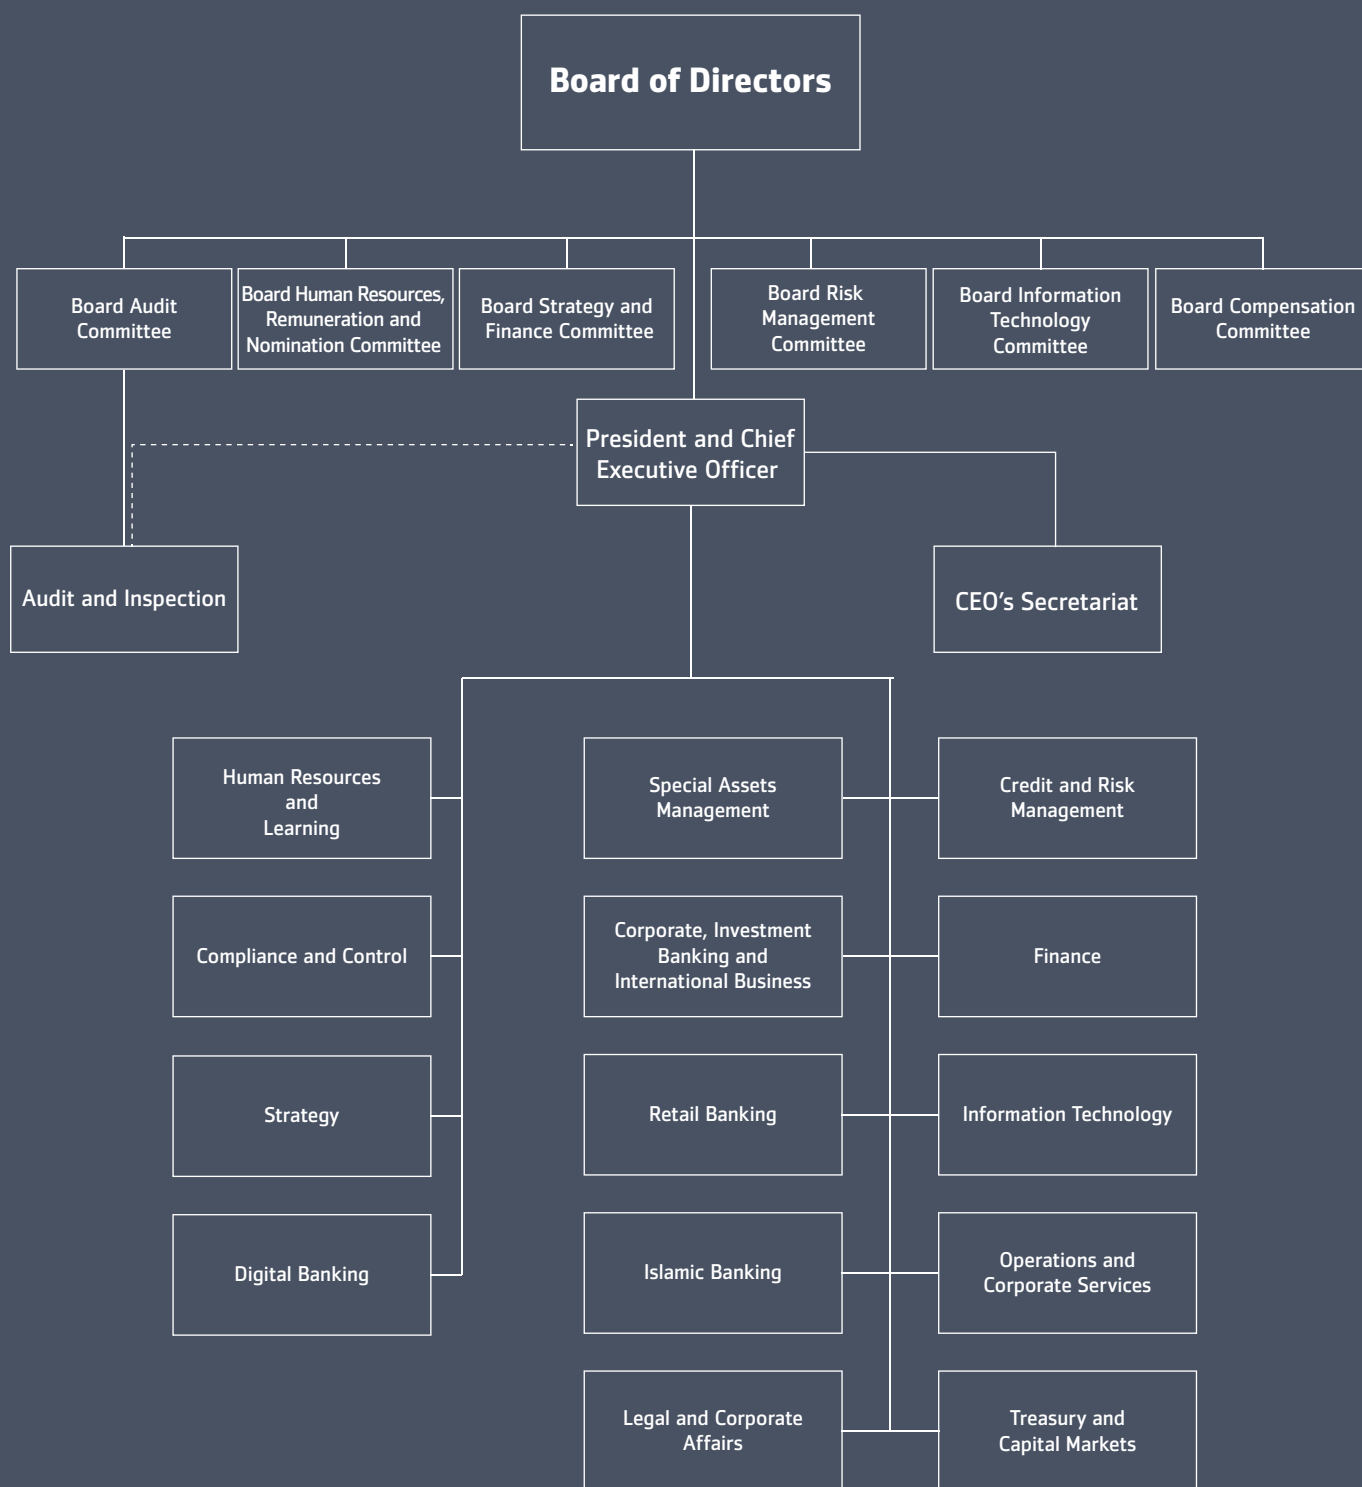 Board of Directors
Board Audit
Committee
Board Human Resources,
Remuneration and
Nomination Committee
Board Strategy and
Finance Committee
Board Risk
Management
Committee
Board Information
Technology
Committee
Board Compensation
Committee
President and Chief
Executive Officer
Audit and Inspection
CEO’s Secretariat
Human Resources
and
Learning
Special Assets
Management
Credit and Risk
Management
Compliance and Control
Corporate, Investment
Banking and
International Business
Finance
Strategy
Retail Banking
Information Technology
Digital Banking
Islamic Banking
Operations and
Corporate Services
Legal and Corporate
Affairs
Treasury and
Capital Markets